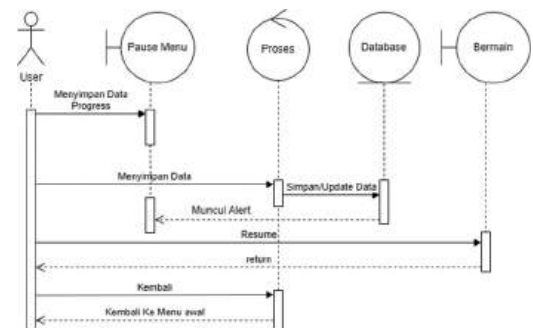 Pause Menu
Proses
Database
Bermain
User
Menyimpan Data
Progress
Menyimpan Data
Simpan/Update Data
Muncul Alert
Resume
return
Kembali
Kembali Ke Menu awal